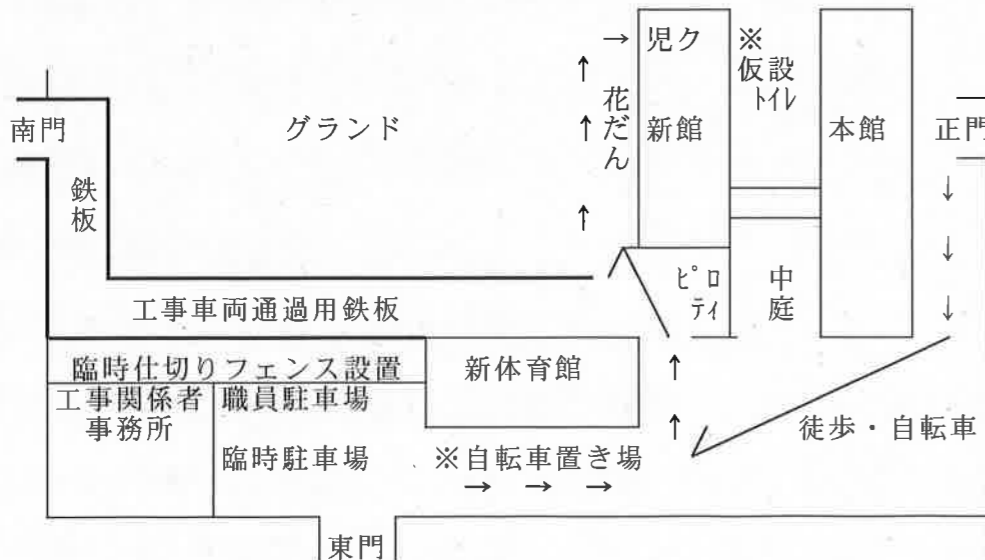 → 児ク
※
仮設
ﾄｲﾚ
↑
花だん
南門
グランド
↑
新館
本館
正門
鉄板
↓
↑
↓
ﾋﾟﾛﾃｨ
中庭
工事車両通過用鉄板
↓
臨時仕切りフェンス設置
新体育館
↑
工事関係者
事務所
職員駐車場
↑
徒歩・自転車
臨時駐車場
※自転車置き場
→ → →
東門